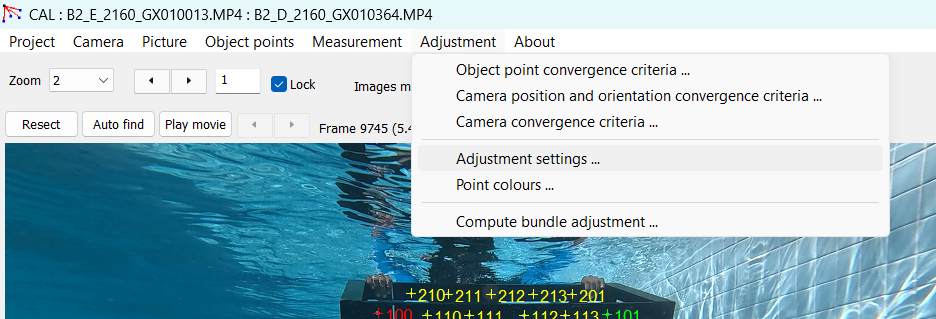 CAL : B2_E_2160_GX010013.MP4 : B2_D_2160_GX010364.MP4
Project Camera Picture Object points Measurement Adjustment About
Zoom 2 1 Lock Images
Object point convergence criteria ...
Camera position and orientation convergence criteria ...
Camera convergence criteria ...
Adjustment settings ...
Point colours ...
Compute bundle adjustment ...
Resect Auto find Play movie Frame 9745
+210+211+212+213+201
+100 +110+111 +112+113+101